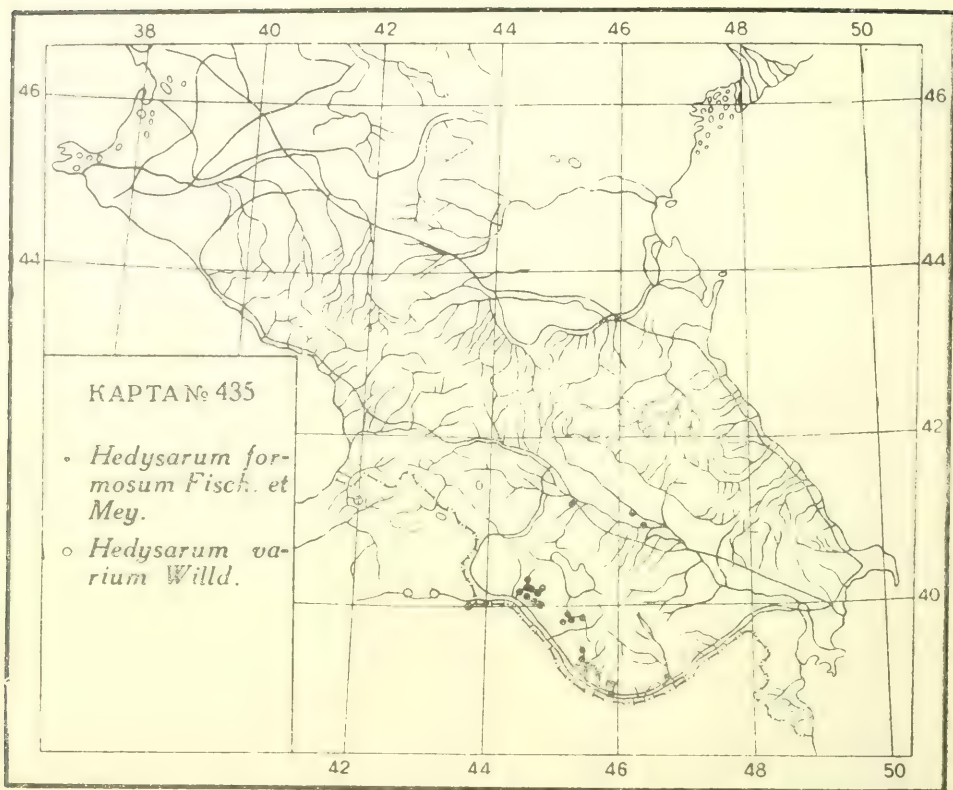 38 40 42 44 46 48 50
46 46
44 44
КАРТА № 435
42
• Hedysarum for-
mosum Fisch. et
Mey.
○ Hedysarum va-
rium Willd.
40
42 44 46 48 50